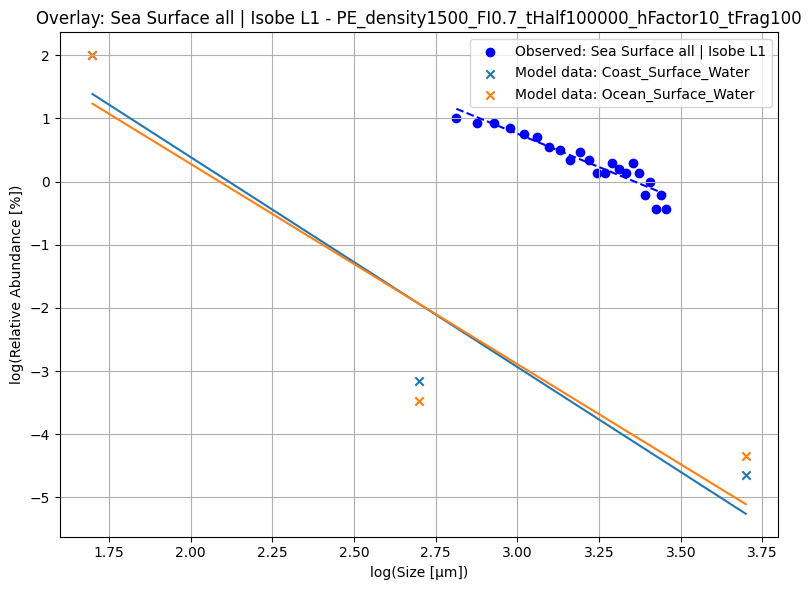 Overlay: Sea Surface all | Isobe L1 - PE_density1500_FI0.7_tHalf100000_hFactor10_tFrag100
Observed: Sea Surface all | Isobe L1
Model data: Coast_Surface_Water
Model data: Ocean_Surface_Water
log(Relative Abundance [%])
2
1
0
−1
−2
−3
−4
−5
1.75
2.00
2.25
2.50
2.75
3.00
3.25
3.50
3.75
log(Size [μm])